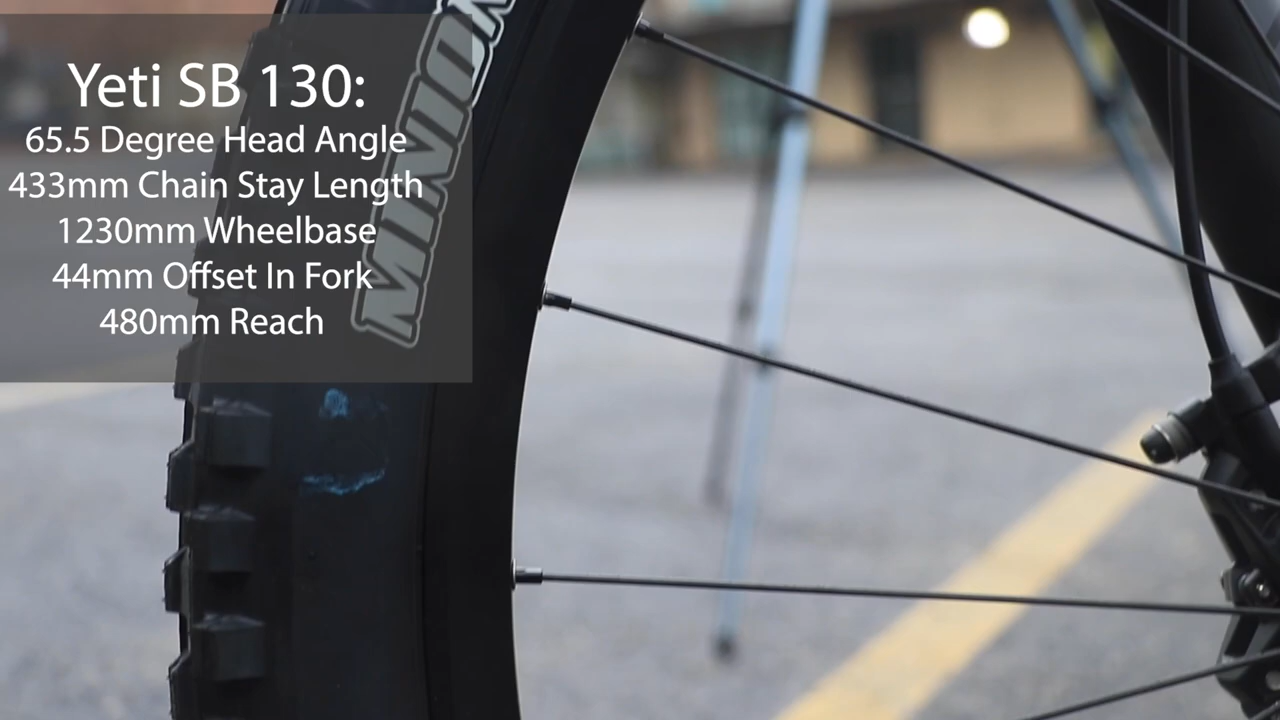 Yeti SB 130:
65.5 Degree Head Angle
433mm Chain Stay Length
1230mm Wheelbase
44mm Offset In Fork
480mm Reach
MINION